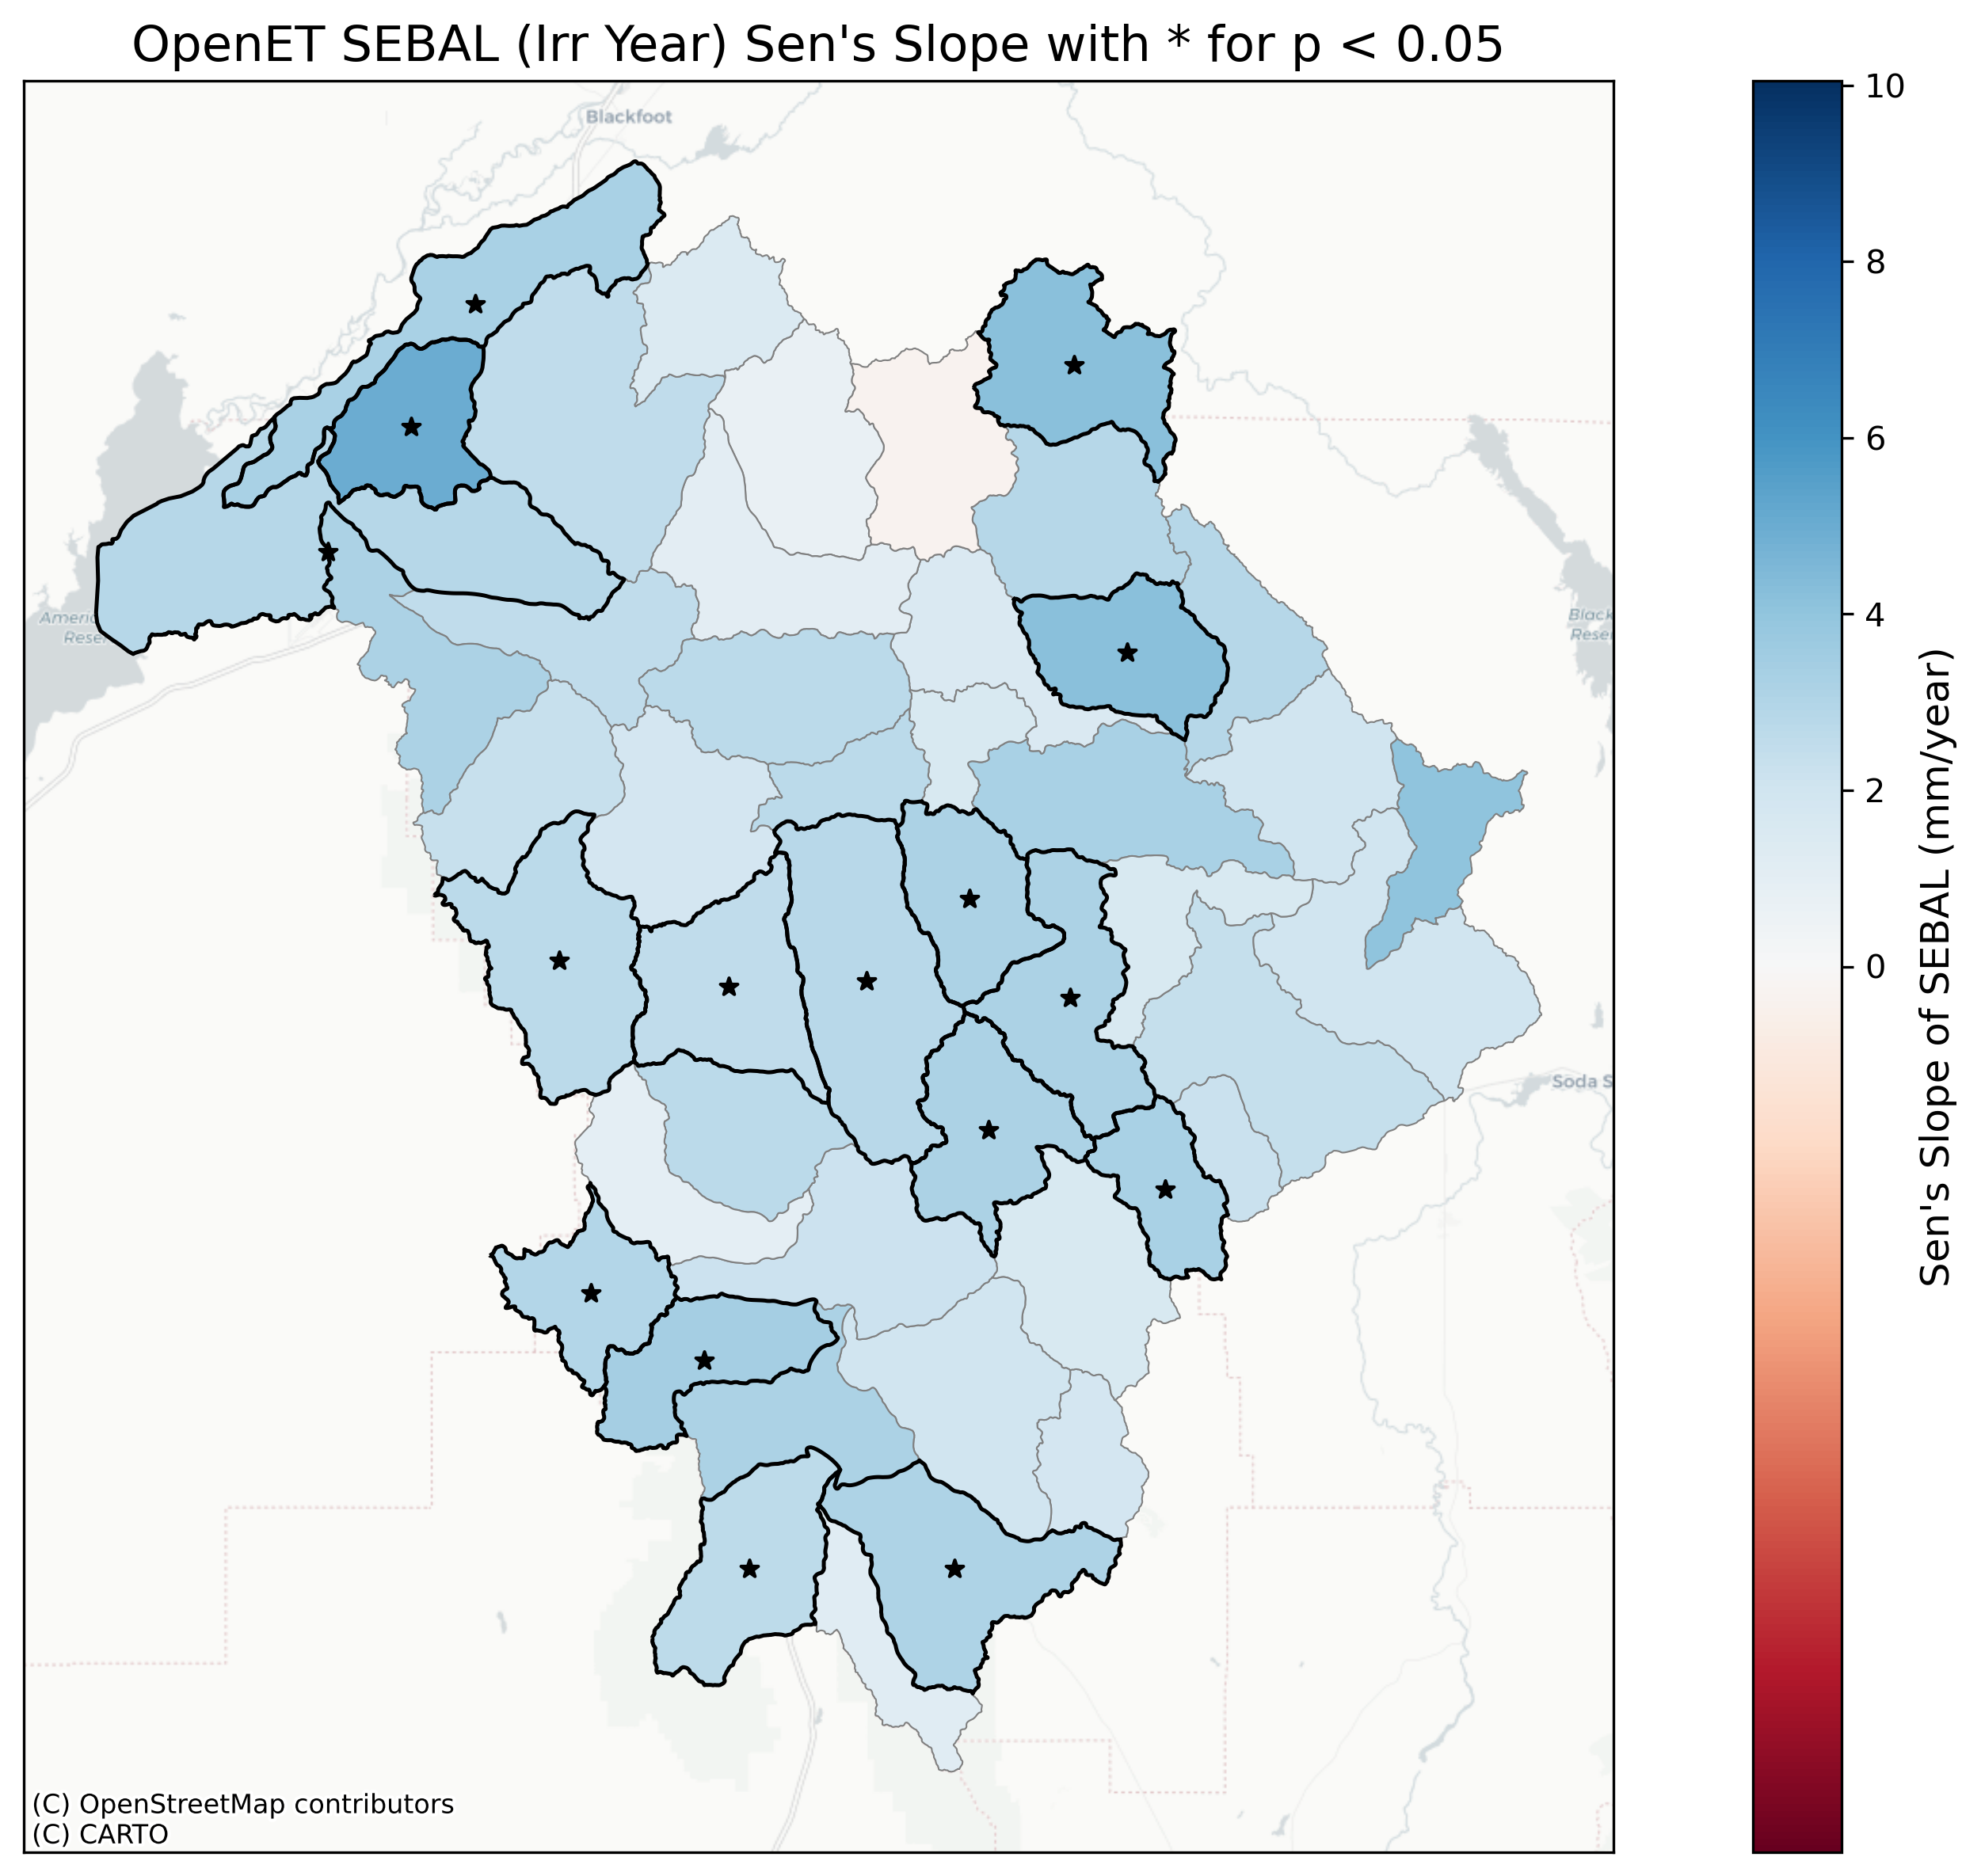 OpenET SEBAL (Irr Year) Sen's Slope with * for p < 0.05
Blackfoot
Americ
Reser
Black
Reser
Soda S
10
8
6
4
2
0
Sen's Slope of SEBAL (mm/year)
(C) OpenStreetMap contributors
(C) CARTO